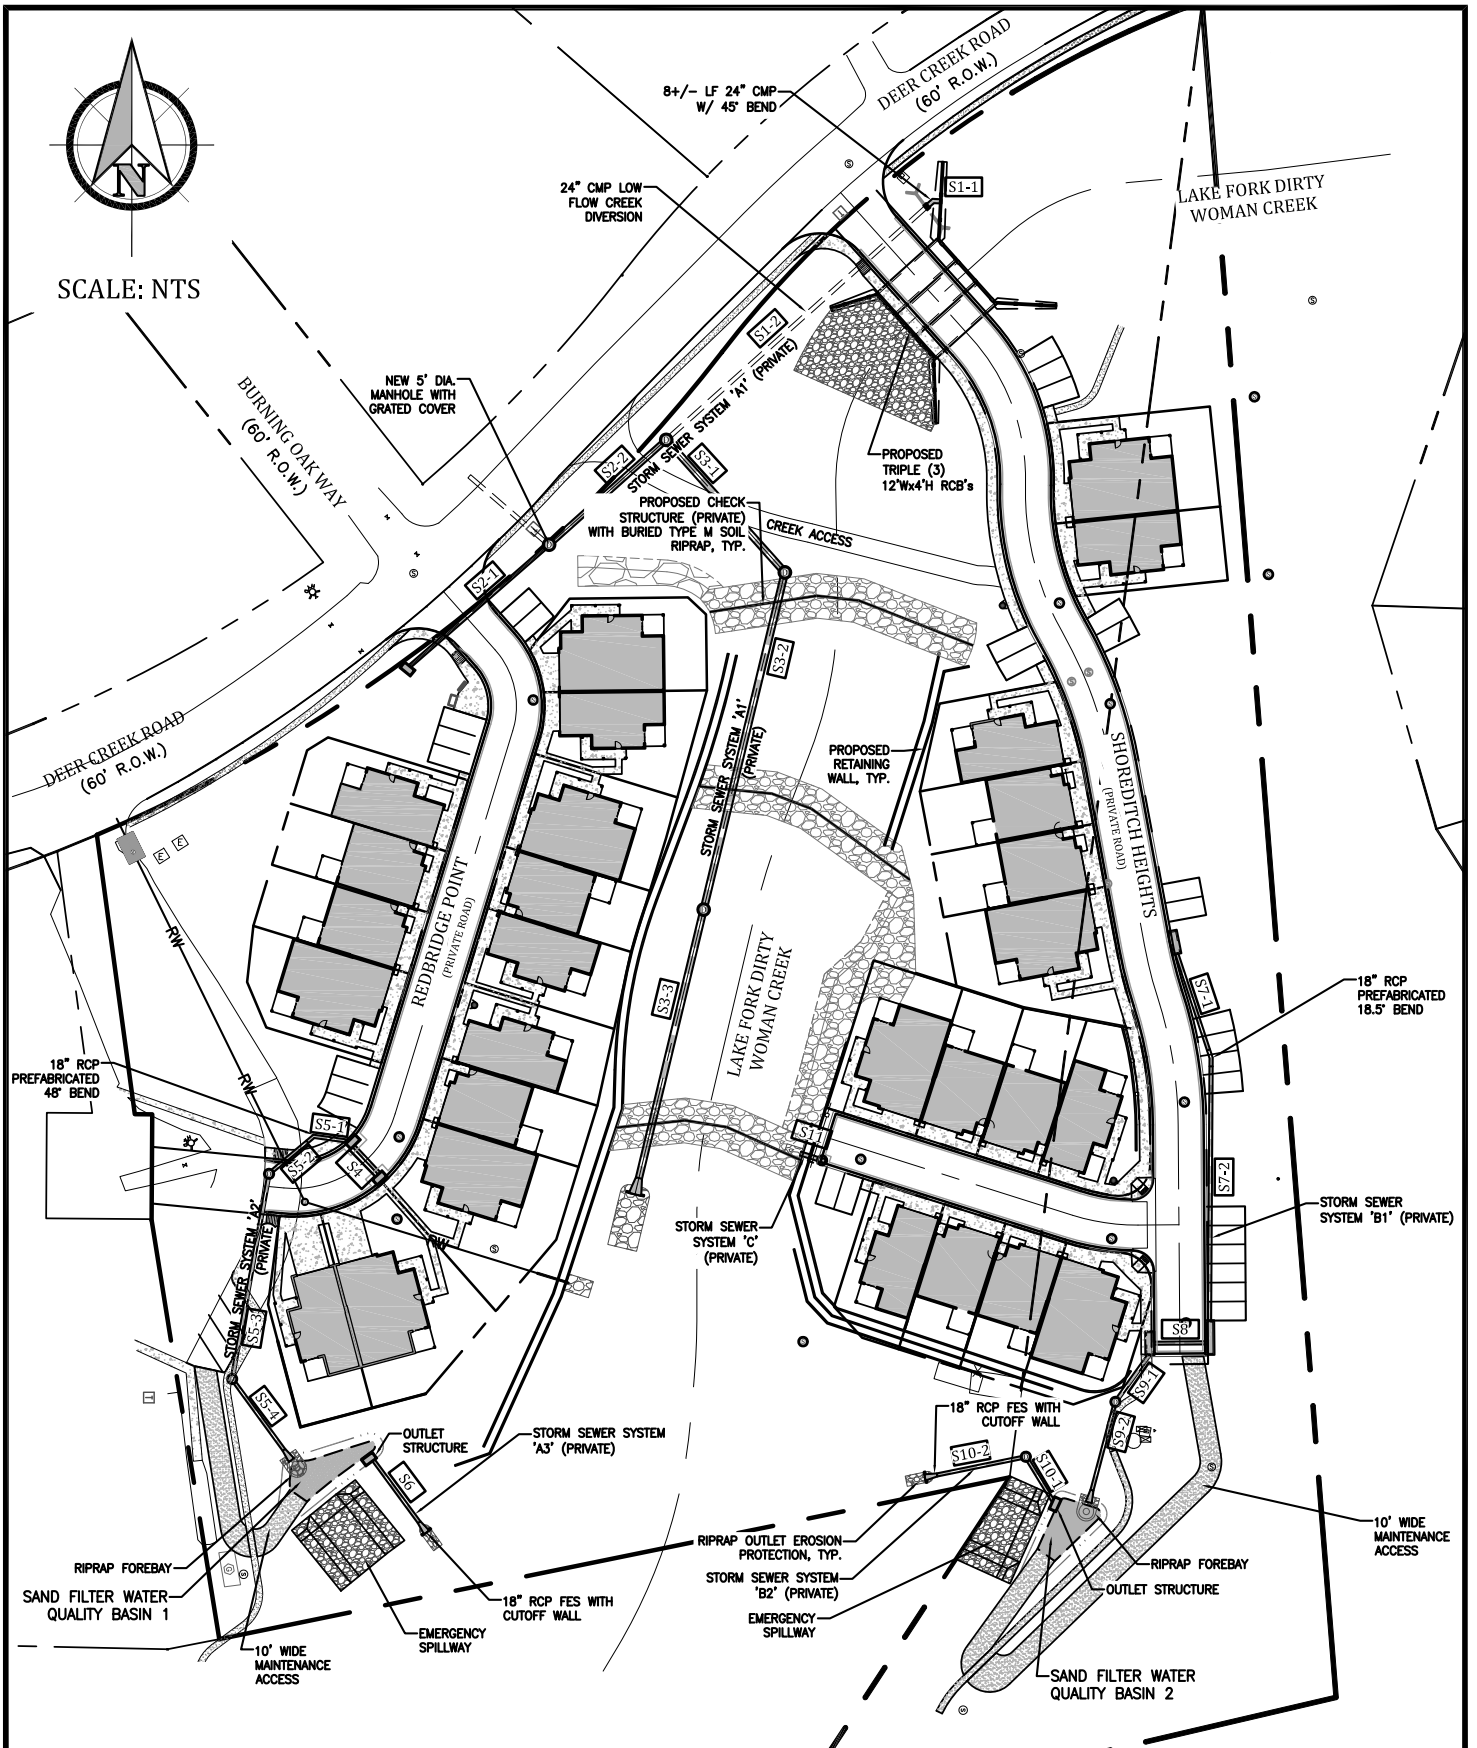 DEER CREEK ROAD
(60' R.O.W.)
8+/- LF 24" CMP
W/ 45° BEND
N
SCALE: NTS
24" CMP LOW
FLOW CREEK
DIVERSION
S1-1
LAKE FORK DIRTY
WOMAN CREEK
S1-2
STORM SEWER SYSTEM 'A1' (PRIVATE)
BURNING OAK WAY
(60' R.O.W.)
NEW 5' DIA.
MANHOLE WITH
GRATED COVER
S2-2
S3-1
PROPOSED
TRIPLE (3)
12'Wx4'H RCB's
PROPOSED CHECK
STRUCTURE (PRIVATE)
WITH BURIED TYPE M SOIL
RIPRAP, TYP.
CREEK ACCESS
S2-1
S3-2
DEER CREEK ROAD
(60' R.O.W.)
STORM SEWER SYSTEM 'A1'
(PRIVATE)
PROPOSED
RETAINING
WALL, TYP.
SHOREDITCH HEIGHTS
(PRIVATE ROAD)
REDBRIDGE POINT
(PRIVATE ROAD)
RW
E
E
S3-3
LAKE FORK DIRTY
WOMAN CREEK
S7-1
18" RCP
PREFABRICATED
18.5° BEND
18" RCP
PREFABRICATED
48° BEND
RW
S5-1
S5-2
S4
S11
S7-2
STORM SEWER
SYSTEM 'B1' (PRIVATE)
STORM SEWER
SYSTEM 'C'
(PRIVATE)
RW
STORM SEWER SYSTEM 'A2'
(PRIVATE)
S5-3
S8
S5-4
T
S9-1
S9-2
18" RCP FES WITH
CUTOFF WALL
OUTLET
STRUCTURE
STORM SEWER SYSTEM
'A3' (PRIVATE)
S6
S10-2
S10-1
RIPRAP FOREBAY
SAND FILTER WATER
QUALITY BASIN 1
G
10' WIDE
MAINTENANCE
ACCESS
EMERGENCY
SPILLWAY
18" RCP FES WITH
CUTOFF WALL
RIPRAP OUTLET EROSION
PROTECTION, TYP.
STORM SEWER SYSTEM
'B2' (PRIVATE)
EMERGENCY
SPILLWAY
10' WIDE
MAINTENANCE
ACCESS
RIPRAP FOREBAY
OUTLET STRUCTURE
SAND FILTER WATER
QUALITY BASIN 2